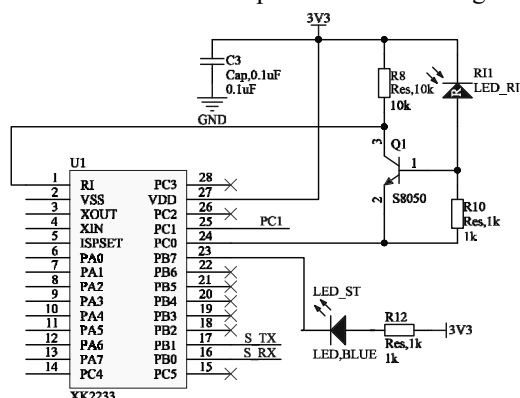 3V3
C3
Cap,0.1uF
0.1uF
GND
R8
Res,10k
10k
RI1
LED_RI
R
3
Q1
1
2
S8050
R10
Res,1k
1k
U1
1 RI PC3 28
2 VSS VDD 27
3 XOUT PC2 26
4 XIN PC1 25 PC1
5 ISPSET PC0 24
6 PA0 PB7 23
7 PA1 PB6 22
8 PA2 PB5 21
9 PA3 PB4 20
10 PA4 PB3 19
11 PA5 PB2 18
12 PA6 PB1 17 S_TX
13 PA7 PB0 16 S_RX
14 PC4 PC5 15
XK2233
LED_ST
LED,BLUE
R12
Res,1k
1k
3V3